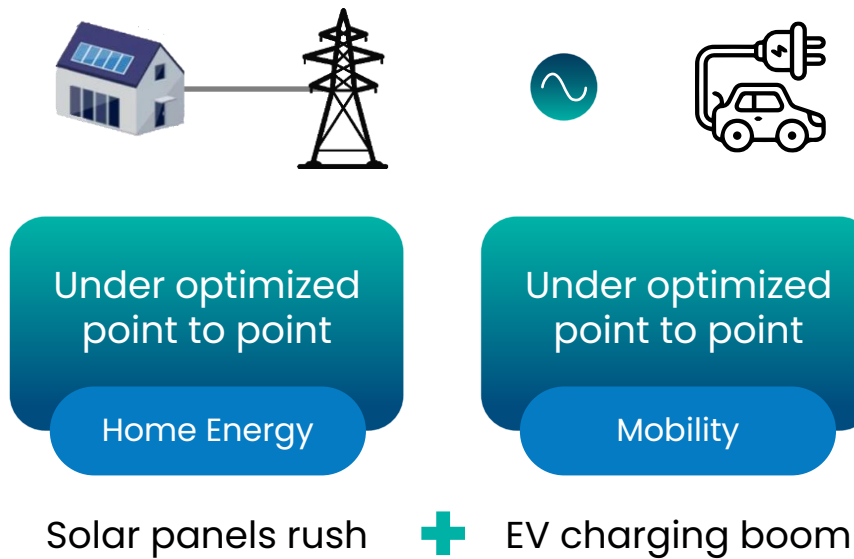 Under optimized
point to point
Home Energy
Under optimized
point to point
Mobility
Solar panels rush
EV charging boom